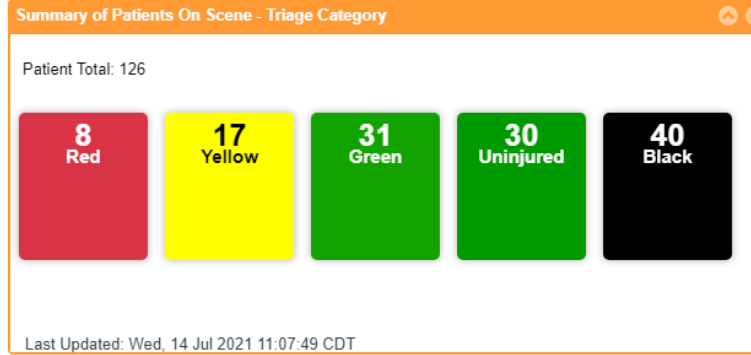 Summary of Patients On Scene - Triage Category
Patient Total: 126
8
Red
17
Yellow
31
Green
30
Uninjured
40
Black
Last Updated: Wed, 14 Jul 2021 11:07:49 CDT